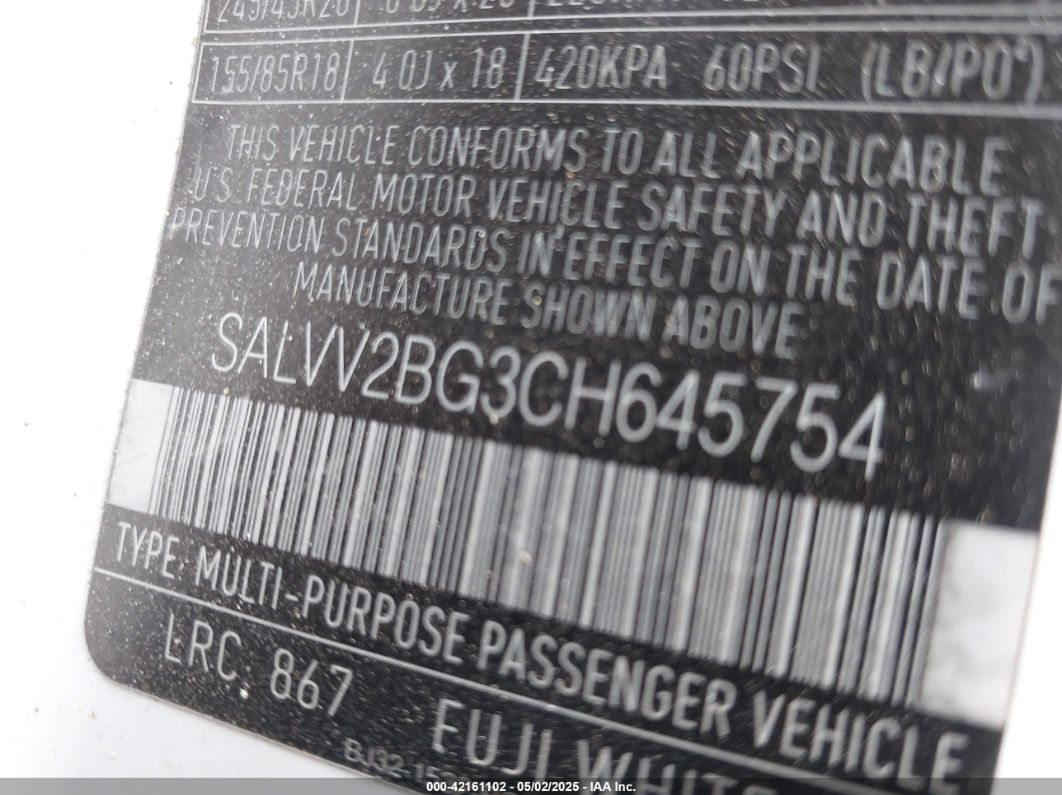 245/45R20
155/85R18 4 0J x 18 420KPA 60PSI (LB/PO²)
THIS VEHICLE CONFORMS TO ALL APPLICABLE
U.S. FEDERAL MOTOR VEHICLE SAFETY AND THEFT
PREVENTION STANDARDS IN EFFECT ON THE DATE OF
MANUFACTURE SHOWN ABOVE
SALVV2BG3CH645754
TYPE: MULTI-PURPOSE PASSENGER VEHICLE
LRC: 867
FUJI WHITE
000-42161102 - 05/02/2025 - IAA Inc.